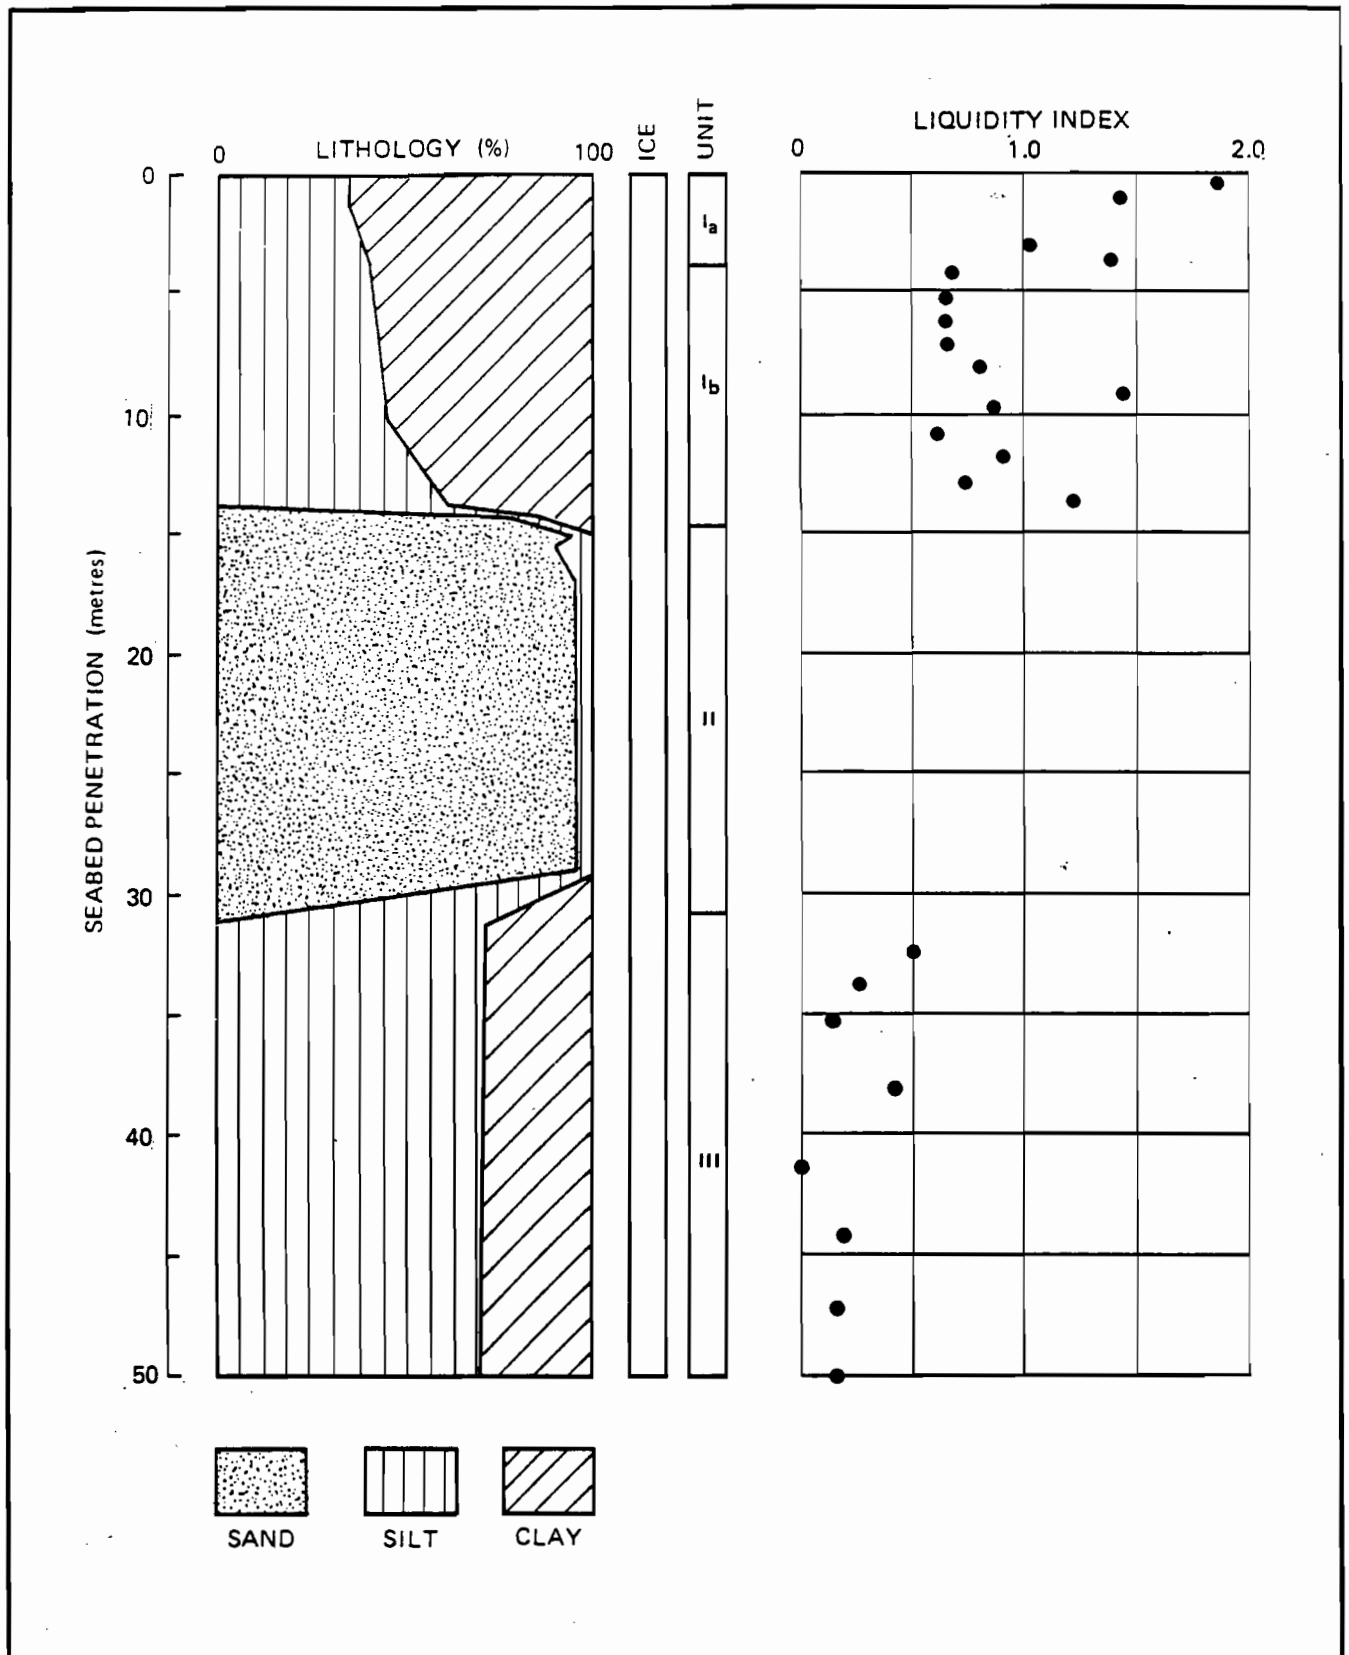 LIQUIDITY INDEX
0 LITHOLOGY (%) 100 ICE UNIT 0 1.0 2.0
0
Ia
Ib
10
SEABED PENETRATION (metres)
20
II
30
40
III
50
SAND SILT CLAY